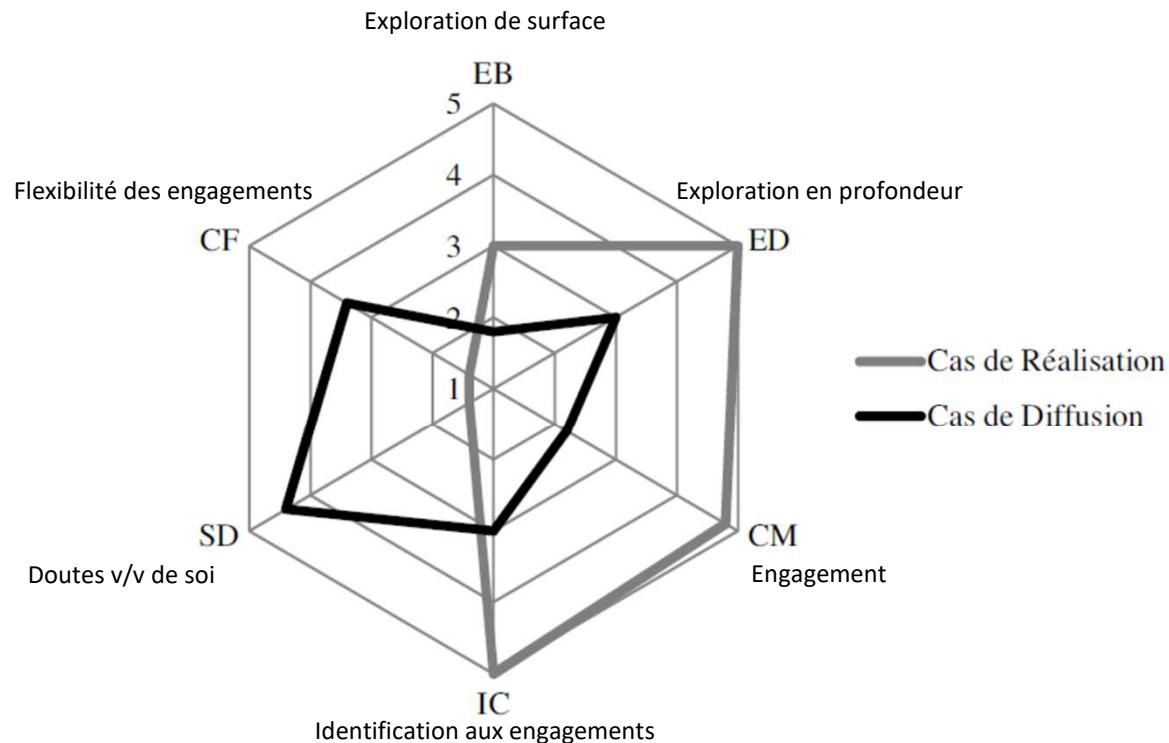 Exploration de surface
EB
5
Flexibilité des engagements
4
Exploration en profondeur
CF
3
ED
2
1
Cas de Réalisation
Cas de Diffusion
SD
CM
Doutes v/v de soi
Engagement
IC
Identification aux engagements